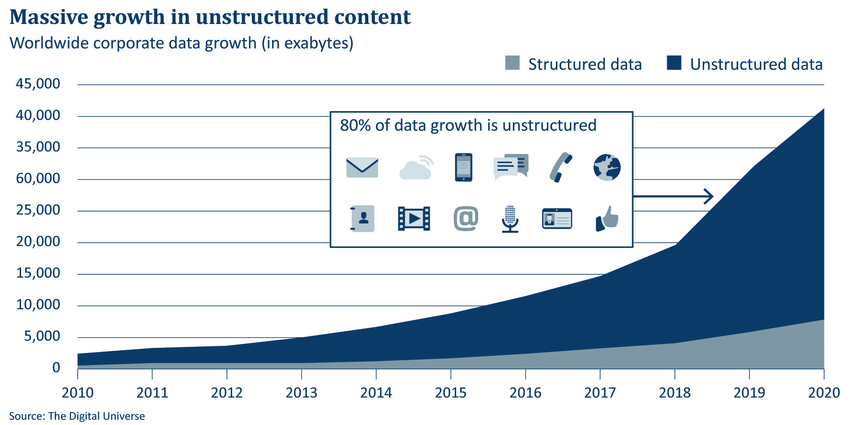 Massive growth in unstructured content
Worldwide corporate data growth (in exabytes)
Structured data Unstructured data
45,000
40,000
80% of data growth is unstructured
35,000
60,000
25,000
@
20,000
15,000
10,000
5,000
0
2010 2011 2012 2013 2014 2015 2016 2017 2018 2019 2020
Source: The Digital Universe